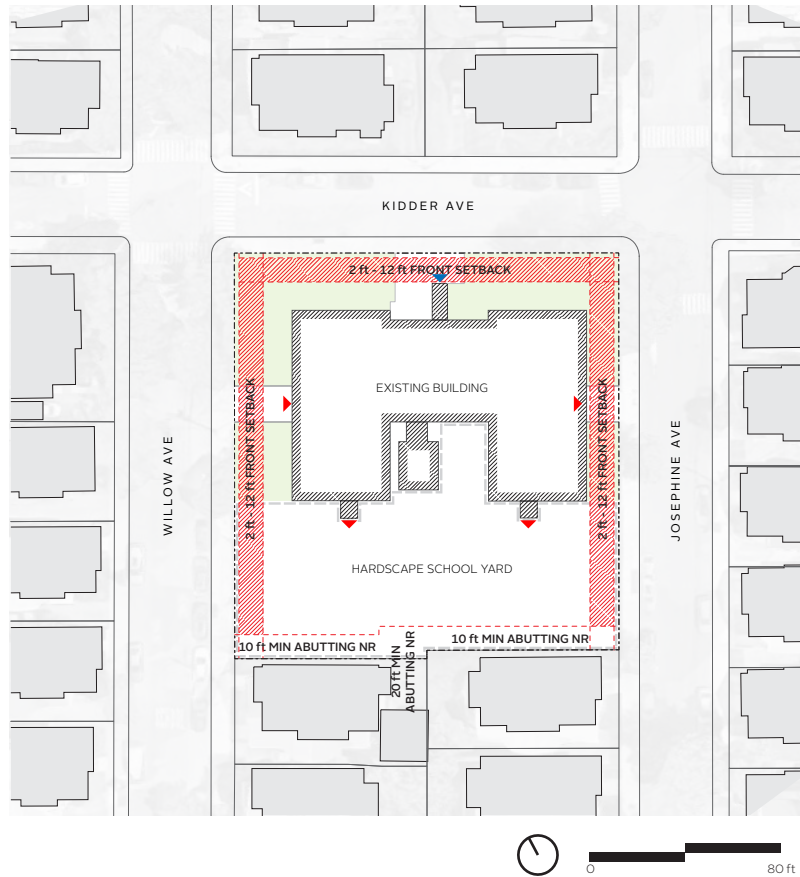 KIDDER AVE
2 ft - 12 ft FRONT SETBACK
EXISTING BUILDING
2 ft - 12 ft FRONT SETBACK
2 ft - 12 ft FRONT SETBACK
WILLOW AVE
JOSEPHINE AVE
HARDSCAPE SCHOOL YARD
10 ft MIN ABUTTING NR
10 ft MIN ABUTTING NR
20 ft MIN
ABUTTING NR
0
80 ft